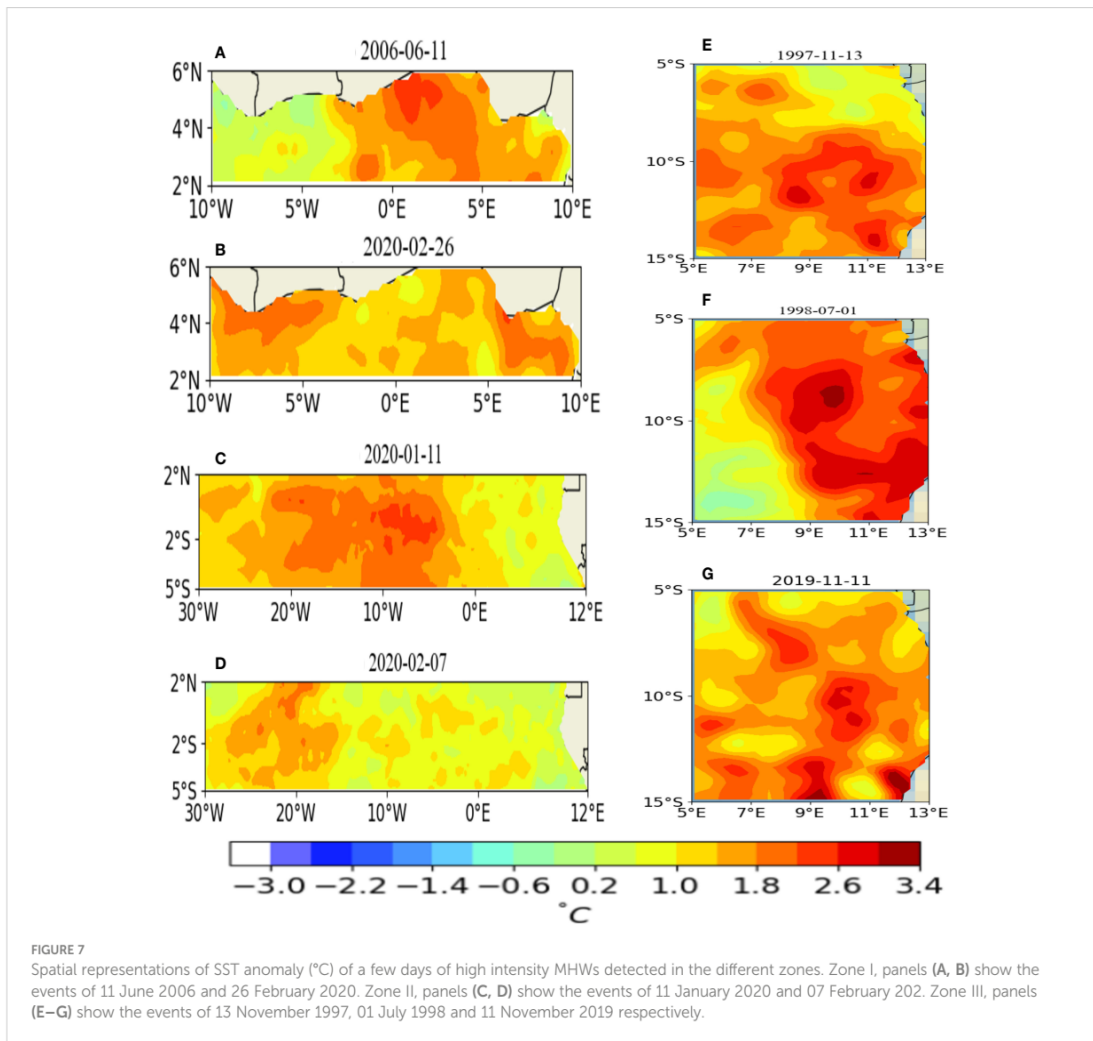 A
2006-06-11
6°N
4°N
2°N
10°W 5°W 0°E 5°E 10°E
B
2020-02-26
6°N
4°N
2°N
10°W 5°W 0°E 5°E 10°E
C
2020-01-11
2°N
2°S
5°S
30°W 20°W 10°W 0°E 12°E
D
2020-02-07
2°N
2°S
5°S
30°W 20°W 10°W 0°E 12°E
E
1997-11-13
5°S
10°S
15°S
5°E 7°E 9°E 11°E 13°E
F
1998-07-01
5°S
10°S
15°S
5°E 7°E 9°E 11°E 13°E
G
2019-11-11
5°S
10°S
15°S
5°E 7°E 9°E 11°E 13°E
−3.0 −2.2 −1.4 −0.6 0.2 1.0 1.8 2.6 3.4
°C
FIGURE 7
Spatial representations of SST anomaly (°C) of a few days of high intensity MHWs detected in the different zones. Zone I, panels (A, B) show the
events of 11 June 2006 and 26 February 2020. Zone II, panels (C, D) show the events of 11 January 2020 and 07 February 202. Zone III, panels
(E–G) show the events of 13 November 1997, 01 July 1998 and 11 November 2019 respectively.